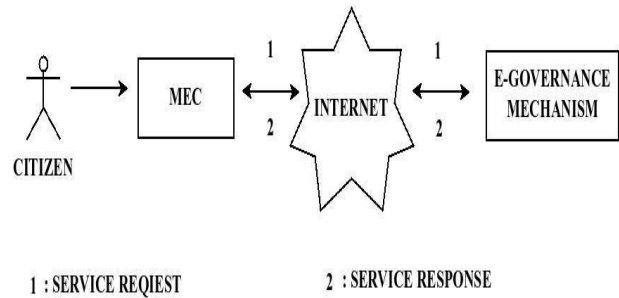 1
1
MEC
INTERNET
E-GOVERNANCE
MECHANISM
2
2
CITIZEN
1 : SERVICE REQIEST
2 : SERVICE RESPONSE